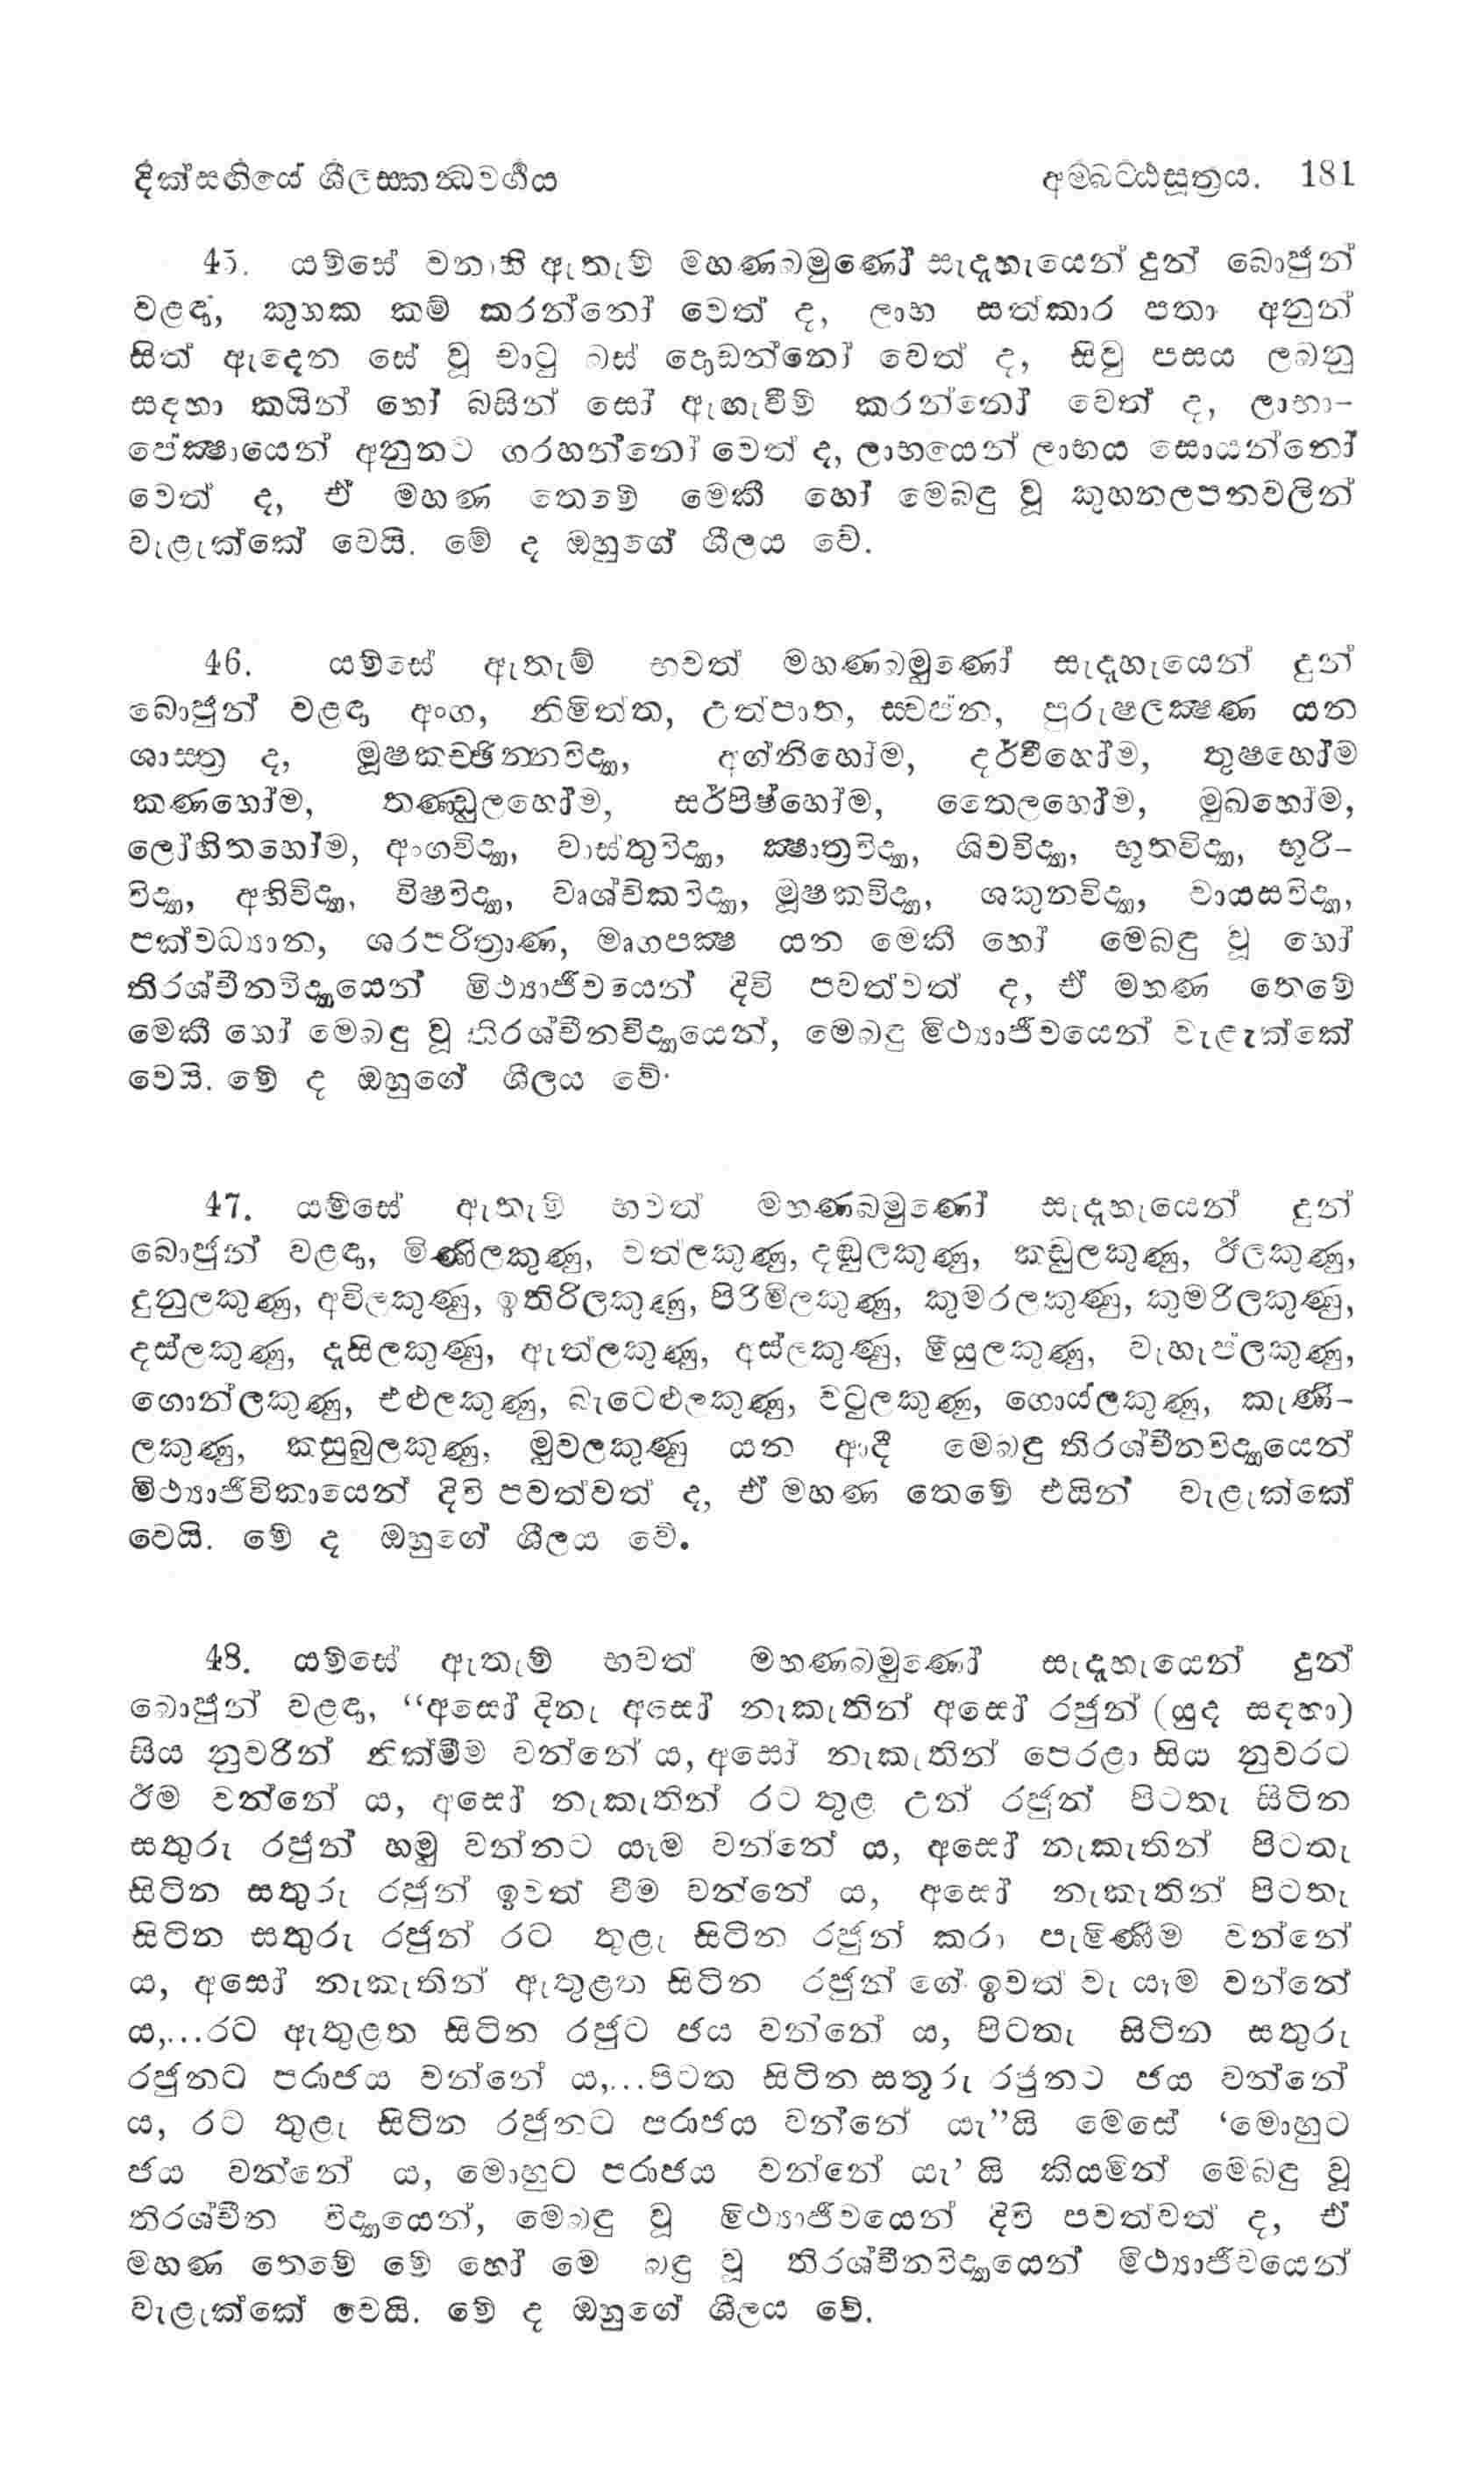 දික්සඟියේ ශීලස්කන්ධවර්ගය අම්බට්ඨසූත්‍රය. 181
45. යම්සේ වනාහි ඇතැම් මහණබමුණෝ සැදෑහැයෙන් දුන් බොජුන්
වළඳා, කුහක කම් කරන්නෝ වෙත් ද, ලාභ සත්කාර පතා අනුන්
සිත් ඇදෙන සේ වූ චාටු බස් දොඩන්නෝ වෙත් ද, සිවු පසය ලබනු
සඳහා කයින් හෝ බසින් සෝ ඇඟැවීම් කරන්නෝ වෙත් ද, ලාභා-
පේක්‍ෂායෙන් අනුනට ගරහන්නෝ වෙත් ද, ලාභයෙන් ලාභය සොයන්නෝ
වෙත් ද, ඒ මහණ තෙමේ මෙකී හෝ මෙබඳු වූ කුහනලපනවලින්
වැළැක්කේ වෙයි. මේ ද ඔහුගේ ශීලය වේ.
46. යම්සේ ඇතැම් භවත් මහණබමුණෝ සැදෑහැයෙන් දුන්
බොජුන් වළඳා අංග, නිමිත්ත, උත්පාත, ස්වප්න, පුරුෂලක්‍ෂණ යන
ශාස්ත්‍ර ද, මූෂකච්ඡින්නවිද්‍යා, අග්නිහෝම, දර්වීහෝම, තුෂහෝම
කණහෝම, තණ්ඩුලහෝම, සර්පිෂ්හෝම, තෛලහෝම, මුඛහෝම,
ලෝහිතහෝම, අංගවිද්‍යා, වාස්තුවිද්‍යා, ක්‍ෂාත්‍රවිද්‍යා, ශිවවිද්‍යා, භූතවිද්‍යා, භූරි-
විද්‍යා, අහිවිද්‍යා, විෂවිද්‍යා, වෘශ්චිකවිද්‍යා, මූෂකවිද්‍යා, ශකුනවිද්‍යා, වායසවිද්‍යා,
පක්වධ්‍යාන, ශරපරිත්‍රාණ, මෘගපක්‍ෂ යන මෙකී හෝ මෙබඳු වූ හෝ
තිරශ්චීනවිද්‍යායෙන් මිථ්‍යාජීවයෙන් දිවි පවත්වත් ද, ඒ මහණ තෙමේ
මෙකී හෝ මෙබඳු වූ තිරශ්චීනවිද්‍යායෙන්, මෙබඳු මිථ්‍යාජීවයෙන් වැළැක්කේ
වෙයි. මේ ද ඔහුගේ ශීලය වේ.
47. යම්සේ ඇතැම් භවත් මහණබමුණෝ සැදෑහැයෙන් දුන්
බොජුන් වළඳා, මිණිලකුණු, වත්ලකුණු, දඬුලකුණු, කඩුලකුණු, ඊලකුණු,
දුනුලකුණු, අවිලකුණු, ඉතිරිලකුණු, පිරිමිලකුණු, කුමරලකුණු, කුමරිලකුණු,
දස්ලකුණු, දැසිලකුණු, ඇත්ලකුණු, අස්ලකුණු, මීයුලකුණු, වැහැප්ලකුණු,
ගොන්ලකුණු, එළුලකුණු, බැටෙළුලකුණු, වටුලකුණු, ගොය්ලකුණු, කැණි-
ලකුණු, කසුබුලකුණු, මුවලකුණු යන ආදී මෙබඳු තිරශ්චීනවිද්‍යායෙන්
මිථ්‍යාජීවිකායෙන් දිවි පවත්වත් ද, ඒ මහණ තෙමේ එයින් වැළැක්කේ
වෙයි. මේ ද ඔහුගේ ශීලය වේ.
48. යම්සේ ඇතැම් භවත් මහණබමුණෝ සැදෑහැයෙන් දුන්
බොජුන් වළඳා, “අසෝ දිනැ අසෝ නැකැතින් අසෝ රජුන් (යුද සඳහා)
සිය නුවරින් නික්මීම වන්නේ ය, අසෝ නැකැතින් පෙරළා සිය නුවරට
ඊම වන්නේ ය, අසෝ නැකැතින් රට තුළ උන් රජුන් පිටතැ සිටින
සතුරු රජුන් හමු වන්නට යෑම වන්නේ ය, අසෝ නැකැතින් පිටතැ
සිටින සතුරු රජුන් ඉවත් වීම වන්නේ ය, අසෝ නැකැතින් පිටතැ
සිටින සතුරු රජුන් රට තුළැ සිටින රජුන් කරා පැමිණීම වන්නේ
ය, අසෝ නැකැතින් ඇතුළත සිටින රජුන් ගේ ඉවත් වැ යෑම වන්නේ
ය,...රට ඇතුළත සිටින රජුට ජය වන්නේ ය, පිටතැ සිටින සතුරු
රජුනට පරාජය වන්නේ ය,...පිටත සිටින සතූරු රජුනට ජය වන්නේ
ය, රට තුළැ සිටින රජුනට පරාජය වන්නේ යැ”යි මෙසේ ‘මොහුට
ජය වන්නේ ය, මොහුට පරාජය වන්නේ යැ’ යි කියමින් මෙබඳු වූ
තිරශ්චීන විද්‍යායෙන්, මෙබඳු වූ මිථ්‍යාජීවයෙන් දිවි පවත්වත් ද, ඒ
මහණ තෙමේ මේ හෝ මෙ බඳු වූ තිරශ්චීනවිද්‍යායෙන් මිථ්‍යාජීවයෙන්
වැළැක්කේ වෙයි. මේ ද ඔහුගේ ශීලය වේ.